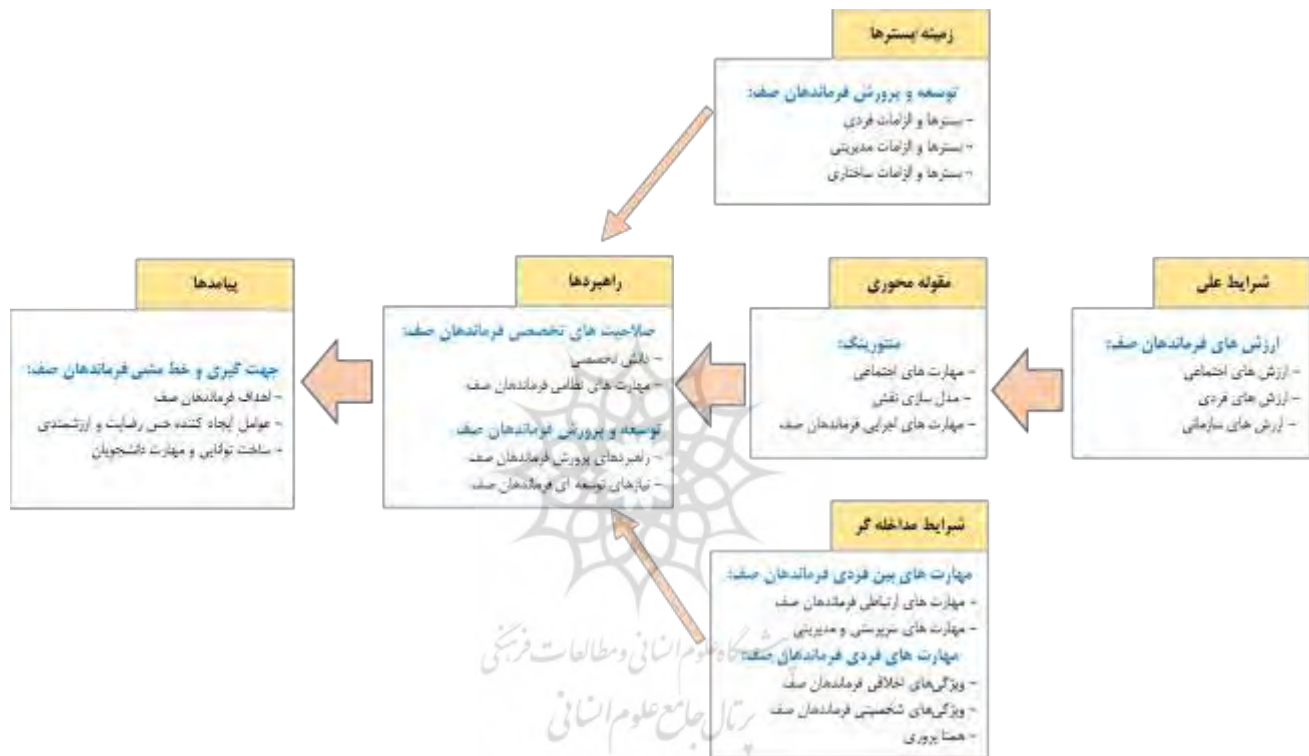 زمینه/بسترها
توسعه و پرورش فرماندهان صف:
- بسترها و الزامات فردی
- بسترها و الزامات مدیریتی
- بسترها و الزامات ساختاری
شرایط علی
ارزش های فرماندهان صف:
- ارزش های اجتماعی
- ارزش های فردی
- ارزش های سازمانی
مقوله محوری
منتورینگ:
- مهارت های اجتماعی
- مدل سازی نقش
- مهارت های اجرایی فرماندهان صف
راهبردها
صلاحیت های تخصصی فرماندهان صف:
- دانش تخصصی
- مهارت های نظامی فرماندهان صف
توسعه و پرورش فرماندهان صف:
- راهبردهای پرورش فرماندهان صف
- نیازهای توسعه ای فرماندهان صف
پیامدها
جهت گیری و خط مشی فرماندهان صف:
- اهداف فرماندهان صف
- عوامل ایجاد کننده حس رضایت و ارزشمندی
- ساخت توانایی و مهارت دانشجویان
شرایط مداخله گر
مهارت های بین فردی فرماندهان صف:
- مهارت های ارتباطی فرماندهان صف
- مهارت های سرپرستی و مدیریتی
مهارت های فردی فرماندهان صف:
- ویژگی‌های اخلاقی فرماندهان صف
- ویژگی‌های شخصیتی فرماندهان صف
- همتا پروری
پژوهشگاه علوم انسانی و مطالعات فرهنگی
پرتال جامع علوم انسانی